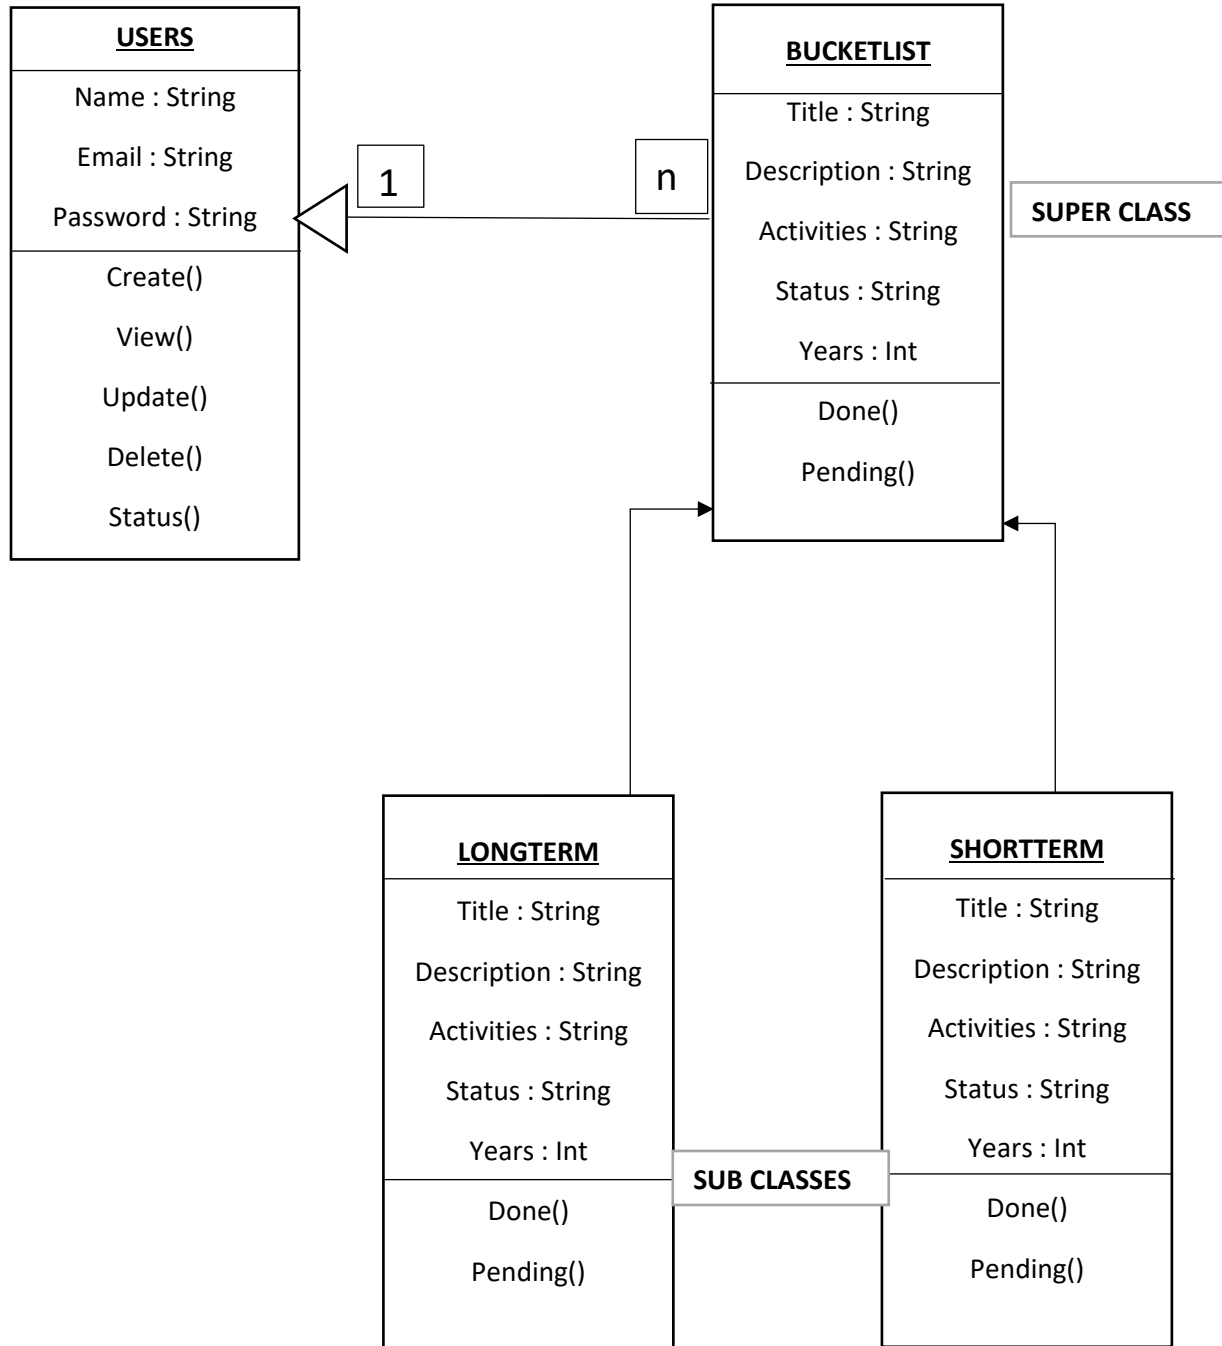 USERS
Name : String
Email : String
Password : String
Create()
View()
Update()
Delete()
Status()
1
n
BUCKETLIST
Title : String
Description : String
Activities : String
Status : String
Years : Int
Done()
Pending()
SUPER CLASS
LONGTERM
Title : String
Description : String
Activities : String
Status : String
Years : Int
Done()
Pending()
SUB CLASSES
SHORTTERM
Title : String
Description : String
Activities : String
Status : String
Years : Int
Done()
Pending()